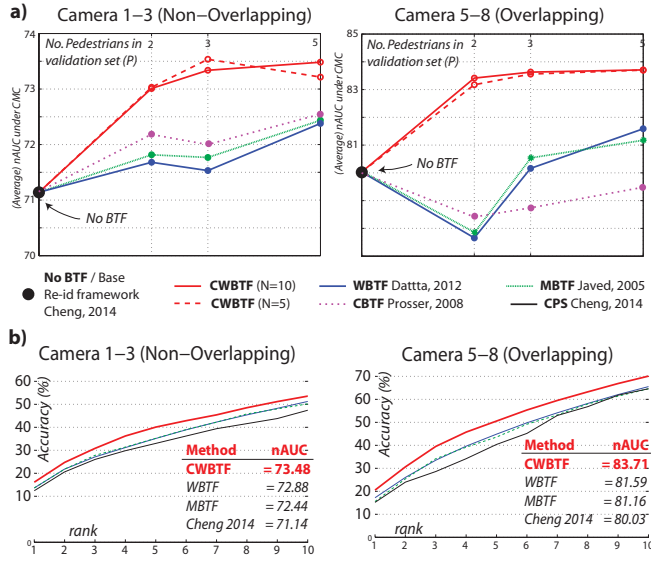 a)
Camera 1−3 (Non−Overlapping)
Camera 5−8 (Overlapping)
(Average) nAUC under CMC
74
73
72
71
70
No. Pedestrians in
validation set (P)
2
3
5
No BTF
(Average) nAUC under CMC
85
83
81
No. Pedestrians in
validation set (P)
2
3
5
No BTF
No BTF / Base
Re-id framework
Cheng, 2014
CWBTF (N=10)
CWBTF (N=5)
WBTF Dattta, 2012
CBTF Prosser, 2008
MBTF Javed, 2005
CPS Cheng, 2014
b)
Camera 1−3 (Non−Overlapping)
Accuracy (%)
60
50
40
30
20
10
0
Method nAUC
CWBTF = 73.48
WBTF = 72.88
MBTF = 72.44
Cheng 2014 = 71.14
rank
1 2 3 4 5 6 7 8 9 10
Camera 5−8 (Overlapping)
Accuracy (%)
70
60
50
40
30
20
10
0
Method nAUC
CWBTF = 83.71
WBTF = 81.59
MBTF = 81.16
Cheng 2014 = 80.03
rank
1 2 3 4 5 6 7 8 9 10